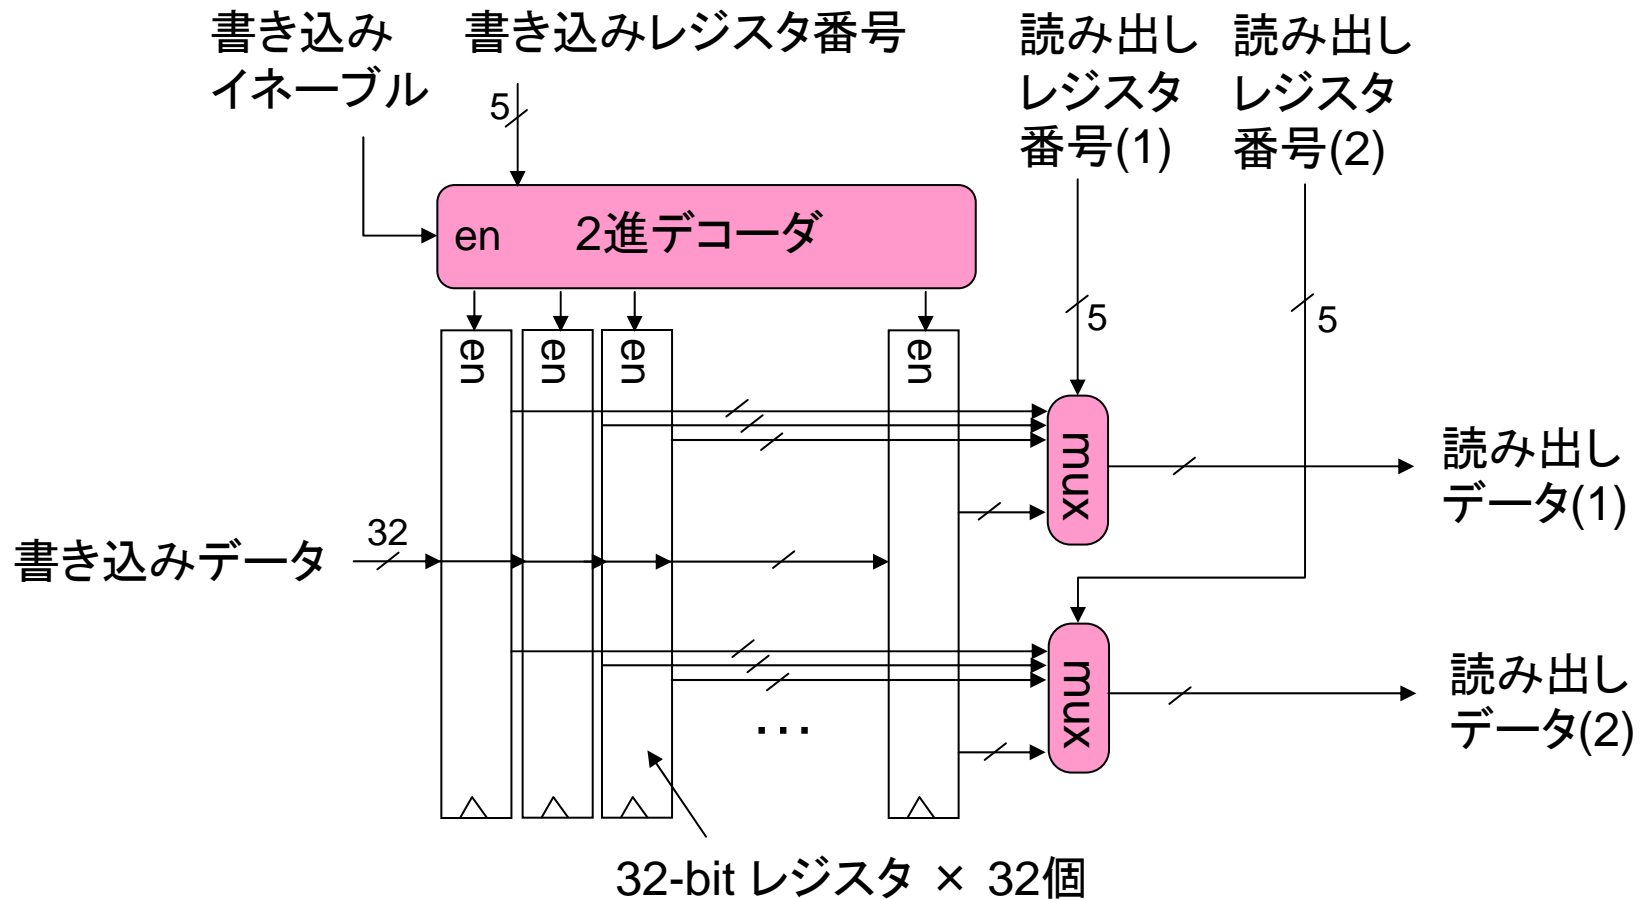 書き込み
イネーブル
書き込みレジスタ番号
読み出し
レジスタ
番号(1)
読み出し
レジスタ
番号(2)
5
en 2進デコーダ
5
5
en
en
en
en
mux
読み出し
データ(1)
32
書き込みデータ
mux
読み出し
データ(2)
…
32-bit レジスタ × 32個